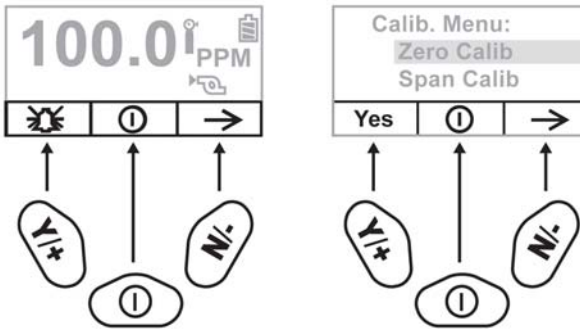 100.0 PPM
Y/+
N/-
Calib. Menu:
Zero Calib
Span Calib
Yes
Y/+
N/-